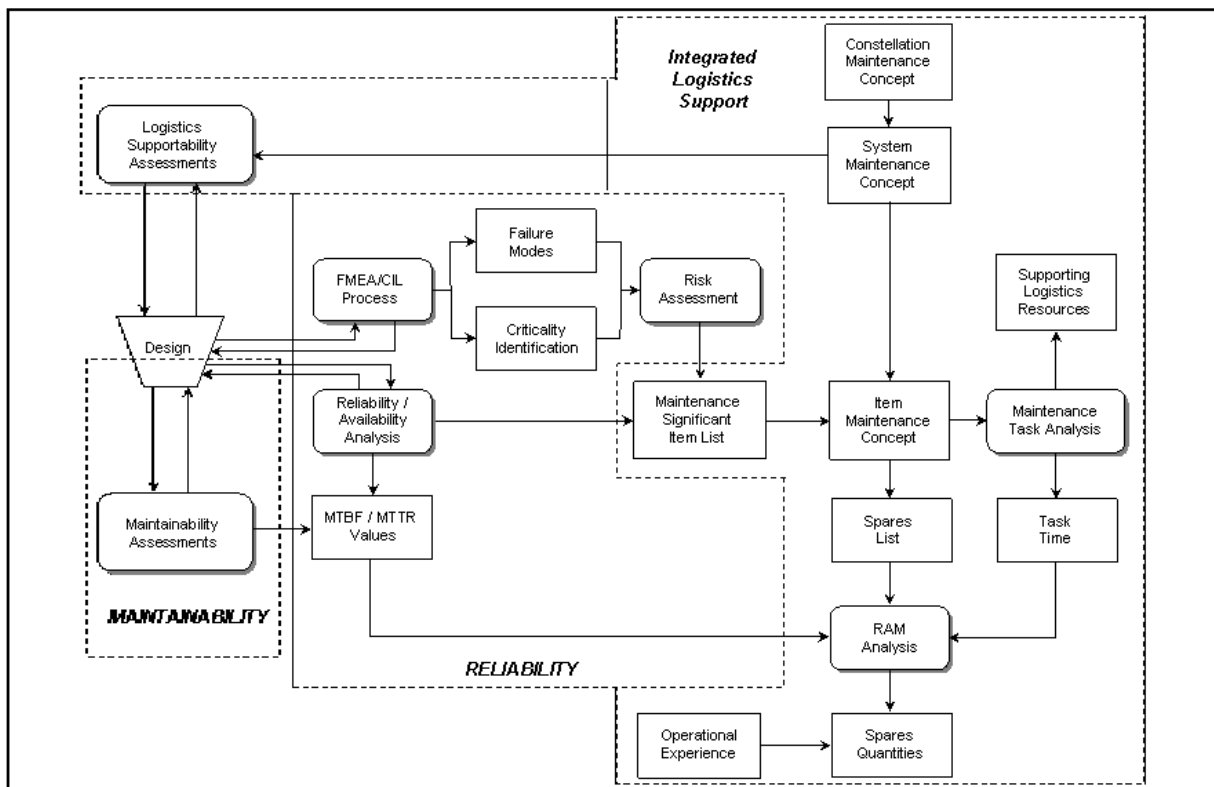 Integrated
Logistics
Support
Constellation
Maintenance
Concept
Logistics
Supportability
Assessments
System
Maintenance
Concept
Failure
Modes
FMEA/CIL
Process
Risk
Assessment
Supporting
Logistics
Resources
Criticality
Identification
Design
Reliability /
Availability
Analysis
Maintenance
Significant
Item List
Item
Maintenance
Concept
Maintenance
Task Analysis
Maintainability
Assessments
MTBF / MTTR
Values
Spares
List
Task
Time
MAINTAINABILITY
RAM
Analysis
RELIABILITY
Operational
Experience
Spares
Quantities